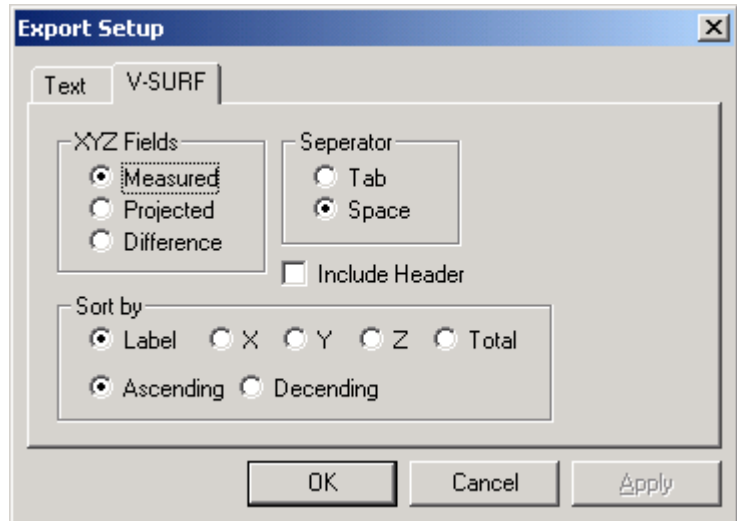 Export Setup
Text V-SURF
XYZ Fields
Measured
Projected
Difference
Seperator
Tab
Space
Include Header
Sort by
Label X Y Z Total
Ascending Decending
OK Cancel Apply